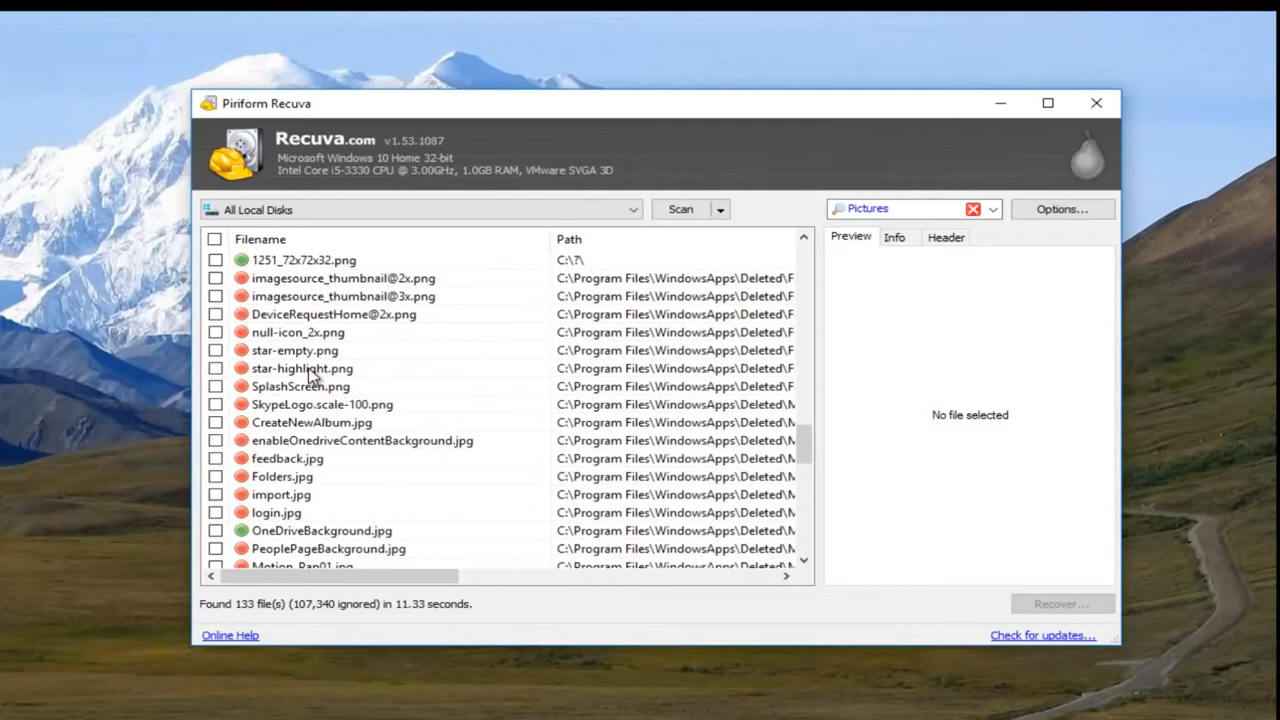 Piriform Recuva
Recuva.com v1.53.1087
Microsoft Windows 10 Home 32-bit
Intel Core i5-3330 CPU @ 3.00GHz, 1.0GB RAM, VMware SVGA 3D
All Local Disks Scan Pictures Options...
Filename Path Preview Info Header
1251_72x72x32.png C:\?\
imagesource_thumbnail@2x.png C:\Program Files\WindowsApps\Deleted\F
imagesource_thumbnail@3x.png C:\Program Files\WindowsApps\Deleted\F
DeviceRequestHome@2x.png C:\Program Files\WindowsApps\Deleted\F
null-icon_2x.png C:\Program Files\WindowsApps\Deleted\F
star-empty.png C:\Program Files\WindowsApps\Deleted\F
star-highlight.png C:\Program Files\WindowsApps\Deleted\F
SplashScreen.png C:\Program Files\WindowsApps\Deleted\F
SkypeLogo.scale-100.png C:\Program Files\WindowsApps\Deleted\M
CreateNewAlbum.jpg C:\Program Files\WindowsApps\Deleted\M
enableOnedriveContentBackground.jpg C:\Program Files\WindowsApps\Deleted\M
feedback.jpg C:\Program Files\WindowsApps\Deleted\M
Folders.jpg C:\Program Files\WindowsApps\Deleted\M
import.jpg C:\Program Files\WindowsApps\Deleted\M
login.jpg C:\Program Files\WindowsApps\Deleted\M
OneDriveBackground.jpg C:\Program Files\WindowsApps\Deleted\M
PeoplePageBackground.jpg C:\Program Files\WindowsApps\Deleted\M
Motion_Pan01.jpg C:\Program Files\WindowsApps\Deleted\M
No file selected
Found 133 file(s) (107,340 ignored) in 11.33 seconds. Recover...
Online Help Check for updates...